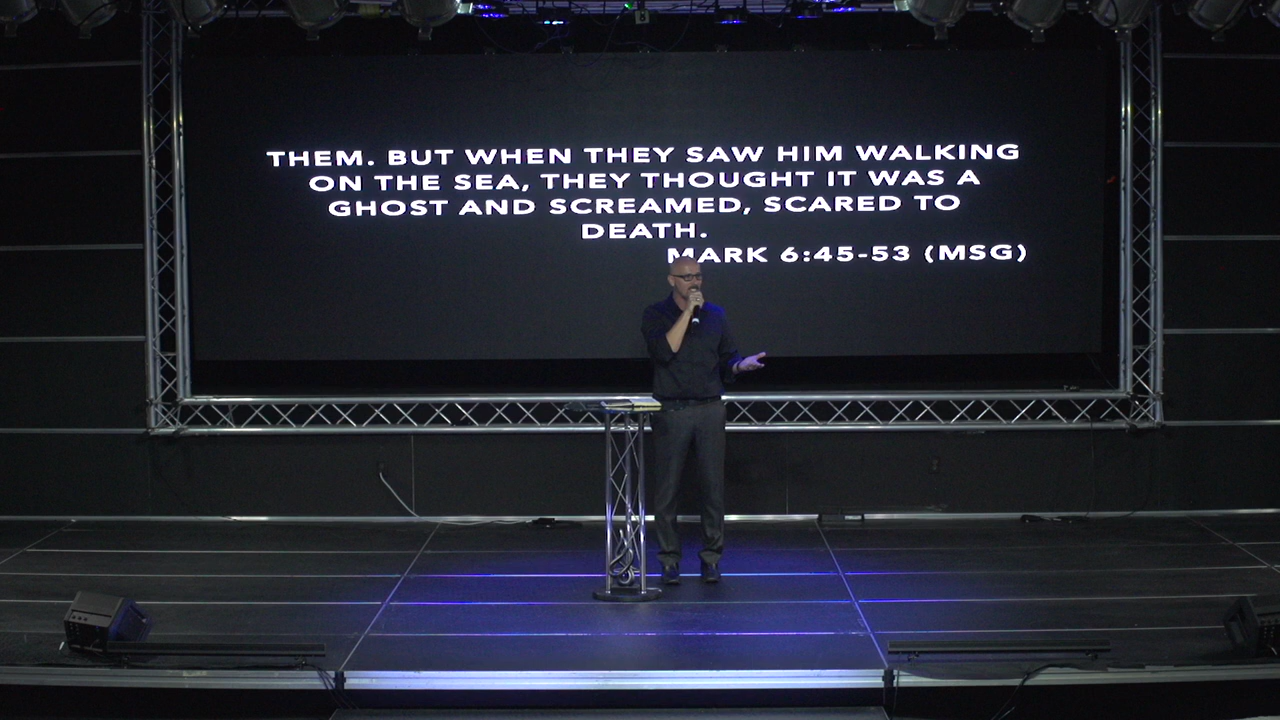 THEM. BUT WHEN THEY SAW HIM WALKING
ON THE SEA, THEY THOUGHT IT WAS A
GHOST AND SCREAMED, SCARED TO
DEATH.
MARK 6:45-53 (MSG)
8